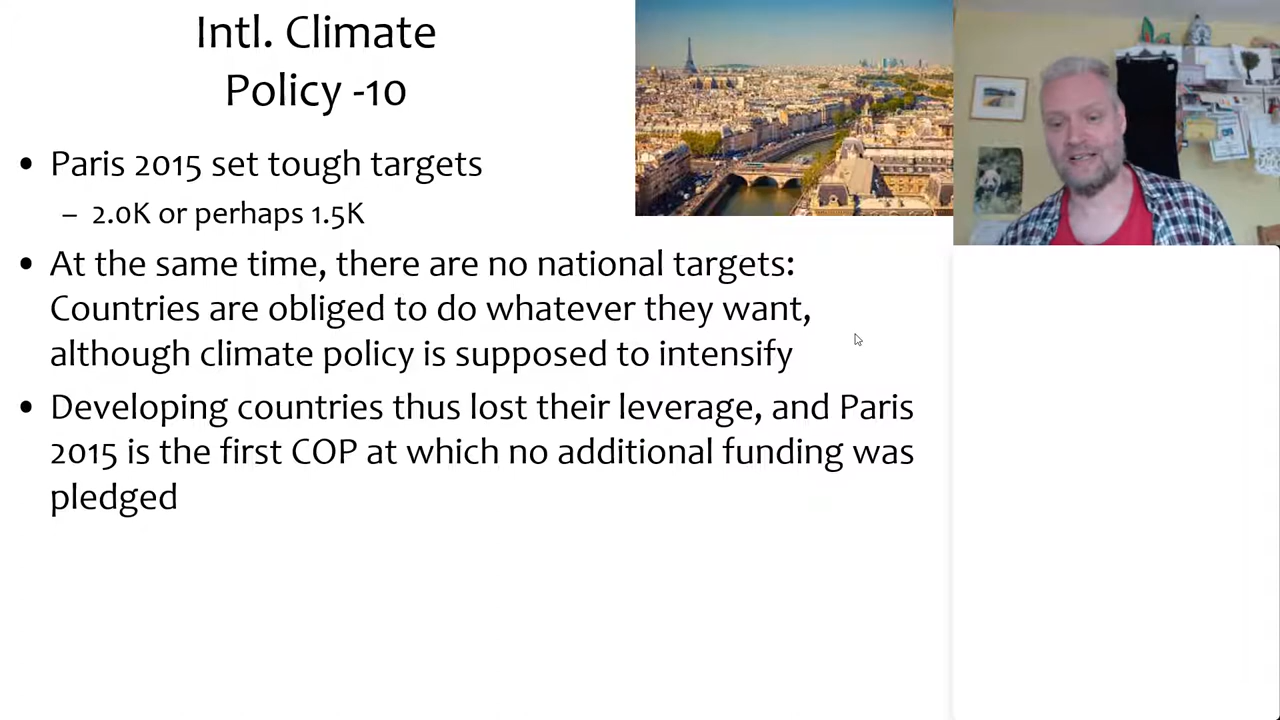 Intl. Climate
Policy -10
• Paris 2015 set tough targets
– 2.0K or perhaps 1.5K
• At the same time, there are no national targets:
Countries are obliged to do whatever they want,
although climate policy is supposed to intensify
• Developing countries thus lost their leverage, and Paris
2015 is the first COP at which no additional funding was
pledged